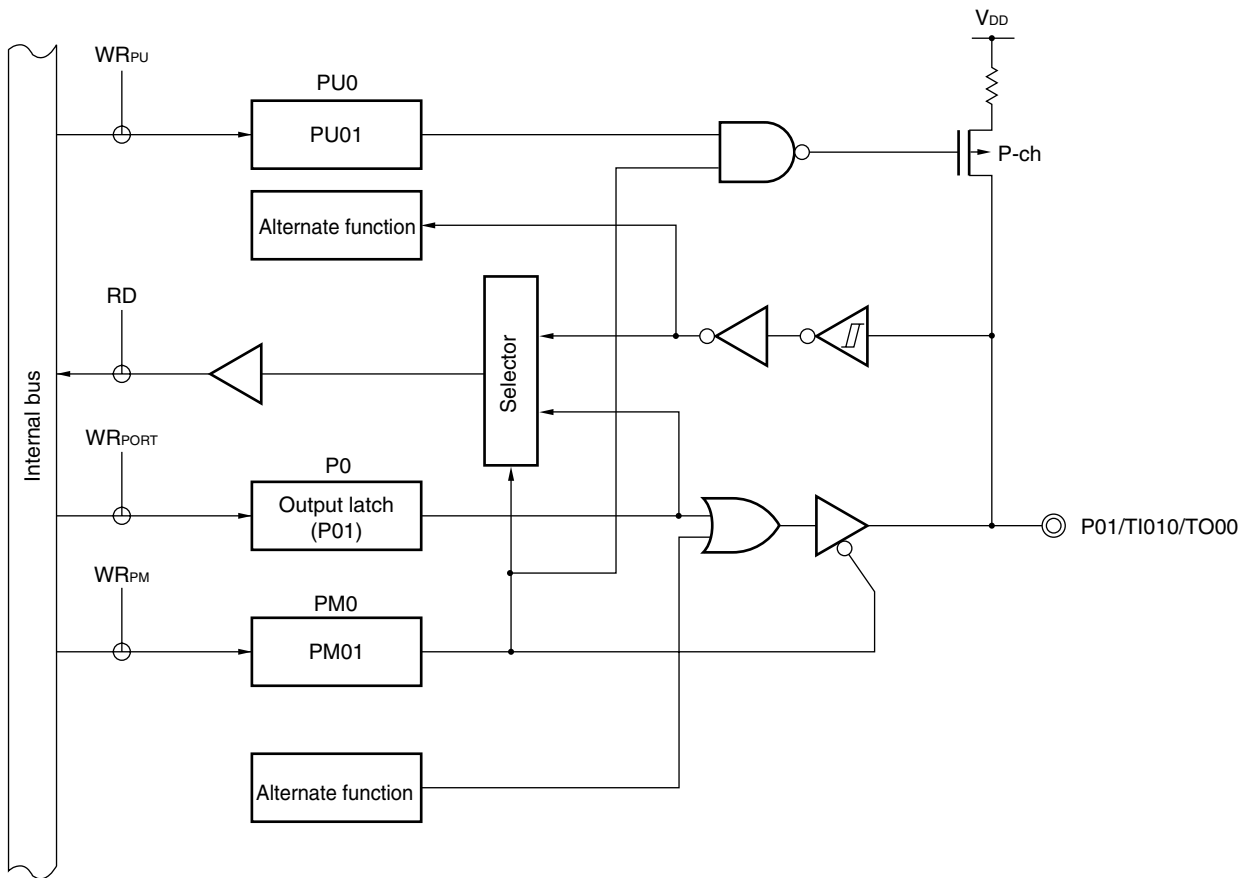 VDD
WRPU
PU0
PU01
P-ch
Alternate function
RD
Selector
Internal bus
WRPORT
P0
Output latch
(P01)
P01/TI010/TO00
WRPM
PM0
PM01
Alternate function